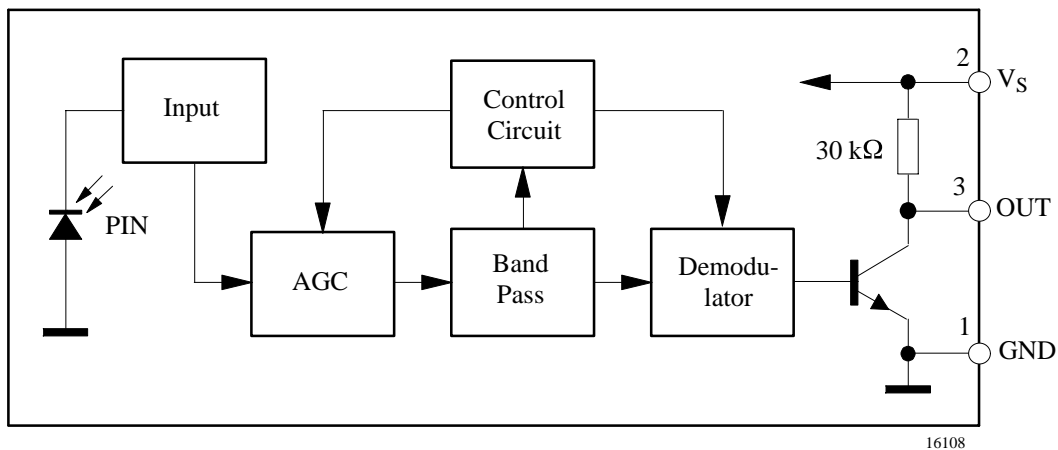 Input
PIN
AGC
Control
Circuit
Band
Pass
Demodu-
lator
30 kΩ
2
V_S
3
OUT
1
GND
16108